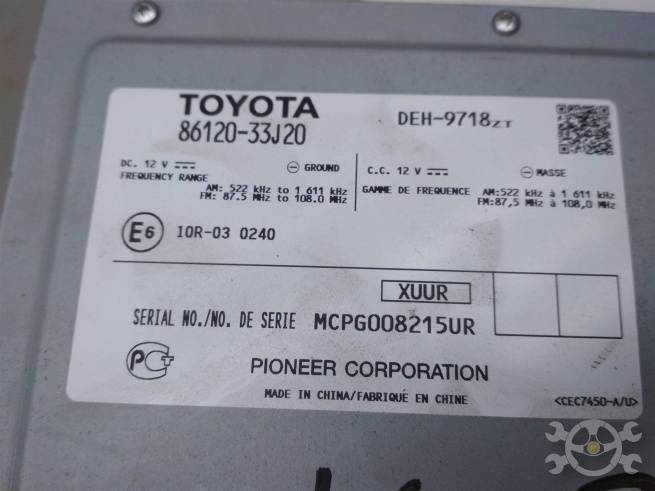 TOYOTA
86120-33J20
DEH-9718ZT
DC. 12 V
GROUND
C.C. 12 V
MASSE
FREQUENCY RANGE
AM: 522 kHz to 1 611 kHz
FM: 87.5 MHz to 108.0 MHz
GAMME DE FREQUENCE
AM:522 kHz à 1 611 kHz
FM:87,5 MHz à 108,0 MHz
E6 10R-03 0240
XUUR
SERIAL NO./NO. DE SERIE MCPG008215UR
PIONEER CORPORATION
MADE IN CHINA/FABRIQUÉ EN CHINE
<CEC7450-A/U>